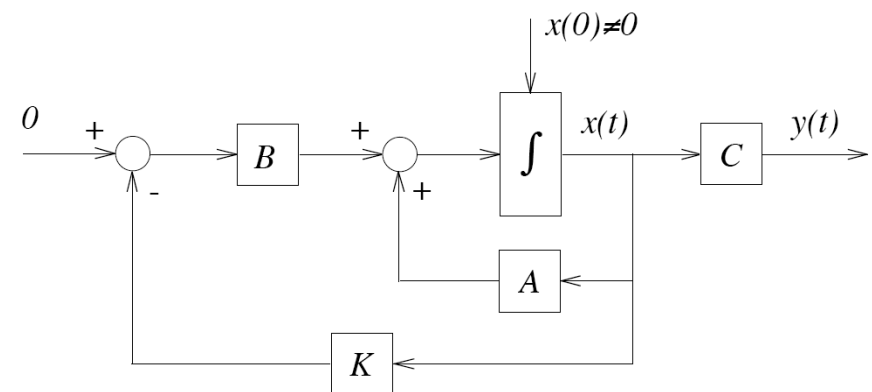 x(0)≠0
0
+
B
+
∫
x(t)
C
y(t)
-
+
A
K